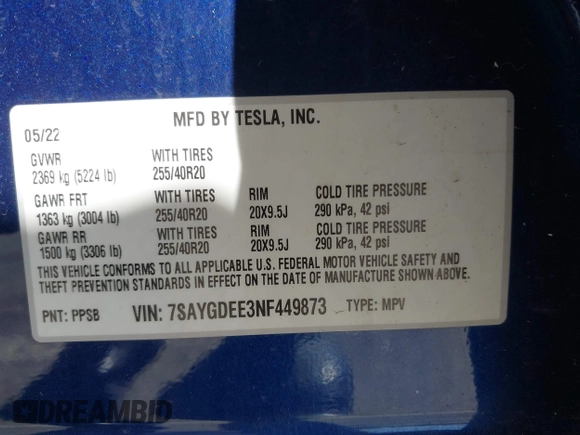 MFD BY TESLA, INC.
05/22
GVWR WITH TIRES
2369 kg (5224 lb) 255/40R20
GAWR FRT WITH TIRES RIM COLD TIRE PRESSURE
1363 kg (3004 lb) 255/40R20 20X9.5J 290 kPa, 42 psi
GAWR RR WITH TIRES RIM COLD TIRE PRESSURE
1500 kg (3306 lb) 255/40R20 20X9.5J 290 kPa, 42 psi
THIS VEHICLE CONFORMS TO ALL APPLICABLE U.S. FEDERAL MOTOR VEHICLE SAFETY AND
THEFT PREVENTION STANDARDS IN EFFECT ON THE DATE OF MANUFACTURE SHOWN ABOVE.
PNT: PPSB VIN: 7SAYGDEE3NF449873 TYPE: MPV
DREAMBID